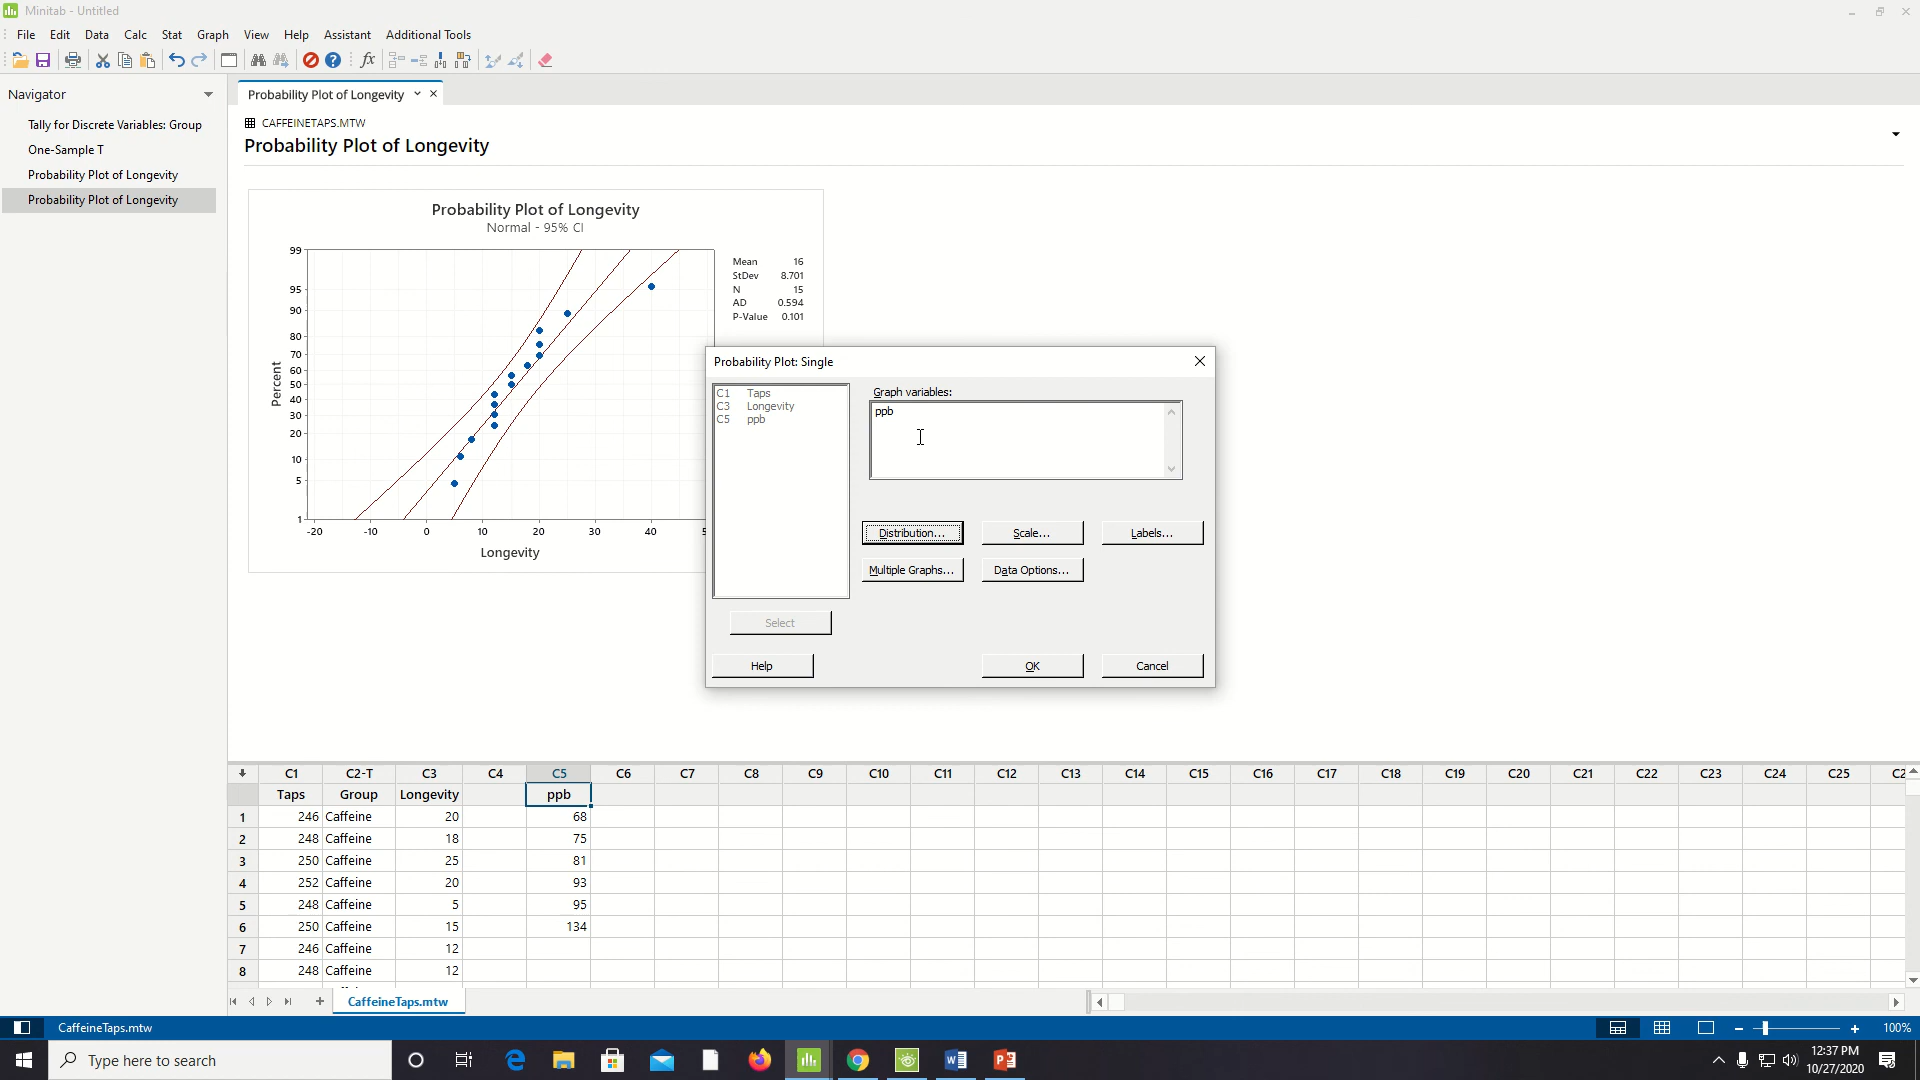 Minitab - Untitled
File Edit Data Calc Stat Graph View Help Assistant Additional Tools
Navigator
Tally for Discrete Variables: Group
One-Sample T
Probability Plot of Longevity
Probability Plot of Longevity
Probability Plot of Longevity
CAFFEINETAPS.MTW
Probability Plot of Longevity
Probability Plot of Longevity
Normal - 95% CI
99
95
90
80
70
60
50
40
30
20
10
5
1
Percent
-20 -10 0 10 20 30 40 5
Longevity
Mean 16
StDev 8.701
N 15
AD 0.594
P-Value 0.101
Probability Plot: Single
C1 Taps
C3 Longevity
C5 ppb
Graph variables:
ppb
Distribution... Scale... Labels...
Multiple Graphs... Data Options...
Select
Help OK Cancel
C1 C2-T C3 C4 C5 C6 C7 C8 C9 C10 C11 C12 C13 C14 C15 C16 C17 C18 C19 C20 C21 C22 C23 C24 C25 C2
Taps Group Longevity ppb
1 246 Caffeine 20 68
2 248 Caffeine 18 75
3 250 Caffeine 25 81
4 252 Caffeine 20 93
5 248 Caffeine 5 95
6 250 Caffeine 15 134
7 246 Caffeine 12
8 248 Caffeine 12
CaffeineTaps.mtw
CaffeineTaps.mtw
100%
Type here to search
12:37 PM
10/27/2020